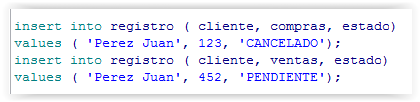 insert into registro ( cliente, compras, estado)
values ( 'Perez Juan', 123, 'CANCELADO');
insert into registro ( cliente, ventas, estado)
values ( 'Perez Juan', 452, 'PENDIENTE');